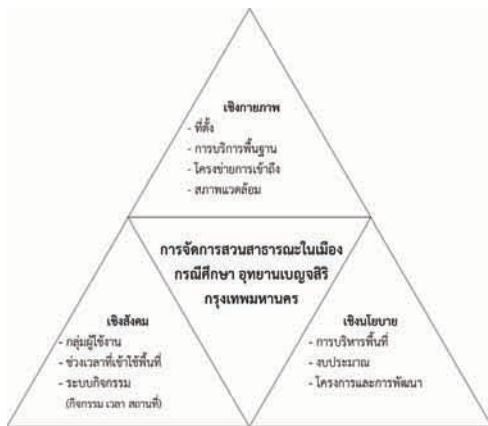 เชิงกายภาพ
- ที่ตั้ง
- การบริการพื้นฐาน
- โครงข่ายการเข้าถึง
- สภาพแวดล้อม
การจัดการสวนสาธารณะในเมือง
กรณีศึกษา อุทยานเบญจสิริ
กรุงเทพมหานคร
เชิงสังคม
- กลุ่มผู้ใช้งาน
- ช่วงเวลาที่เข้าใช้พื้นที่
- ระบบกิจกรรม
(กิจกรรม เวลา สถานที่)
เชิงนโยบาย
- การบริหารพื้นที่
- งบประมาณ
- โครงการและการพัฒนา